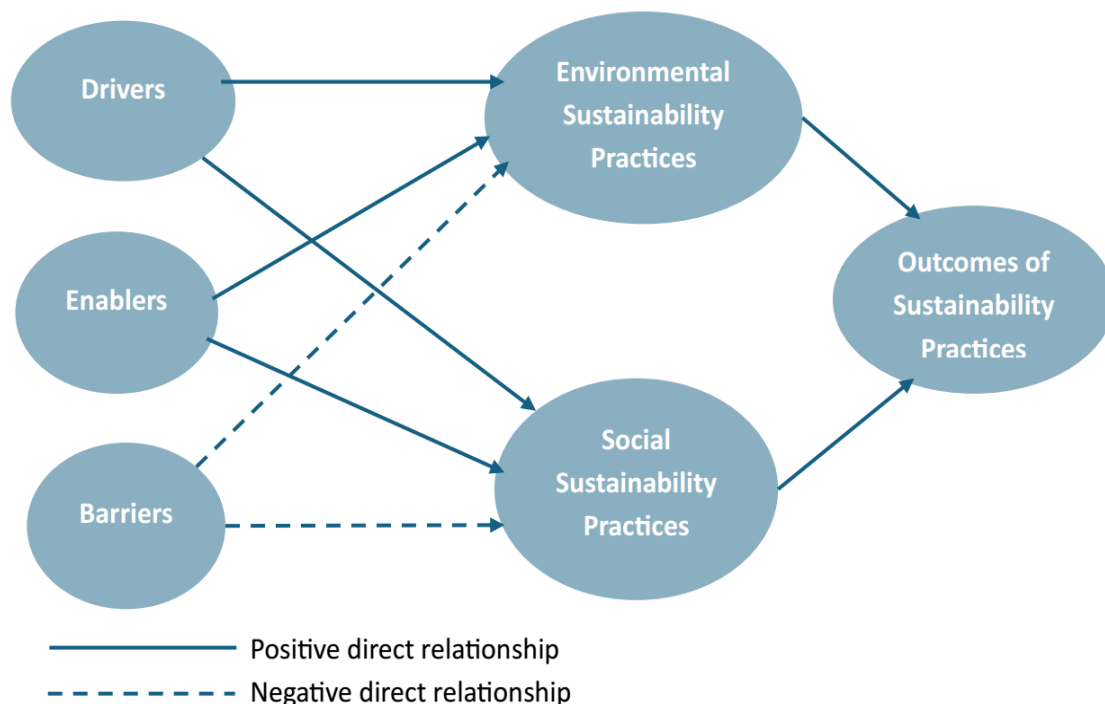 Drivers
Environmental
Sustainability
Practices
Enablers
Outcomes of
Sustainability
Practices
Barriers
Social
Sustainability
Practices
Positive direct relationship
Negative direct relationship